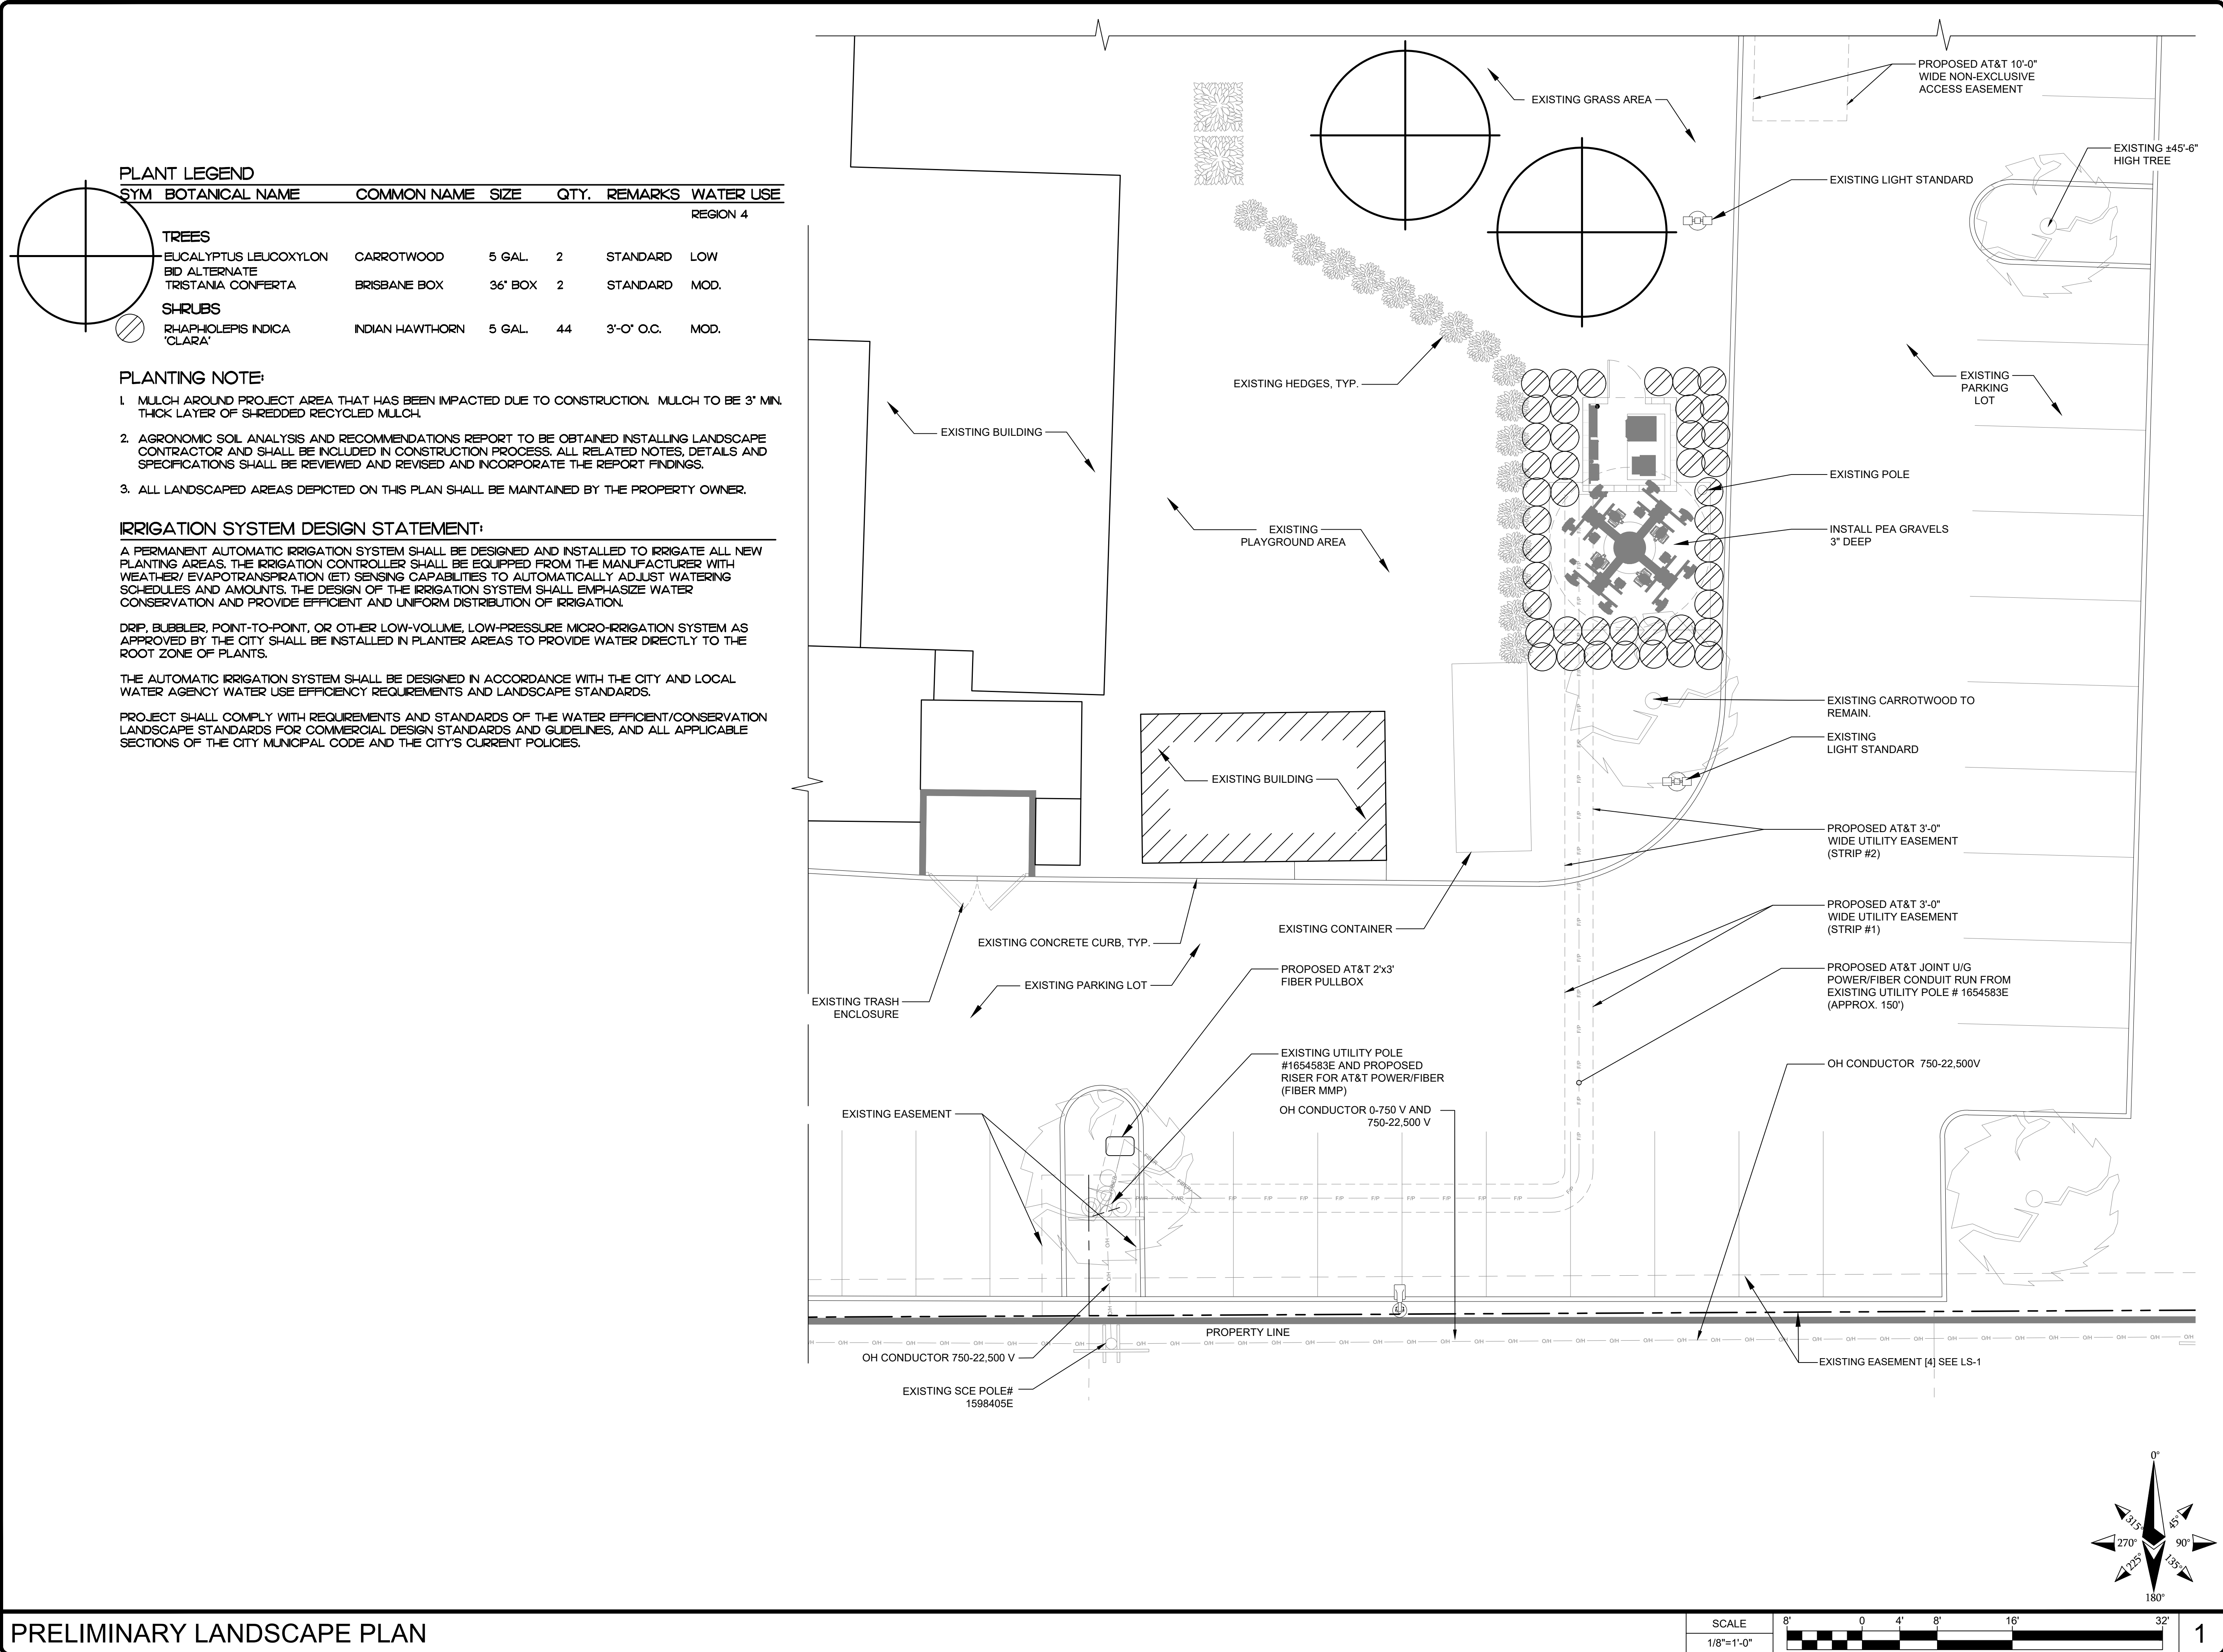 PLANT LEGEND
SYM BOTANICAL NAME COMMON NAME SIZE QTY. REMARKS WATER USE
REGION 4
TREES
EUCALYPTUS LEUCOXYLON CARROTWOOD 5 GAL. 2 STANDARD LOW
BID ALTERNATE
TRISTANIA CONFERTA BRISBANE BOX 36" BOX 2 STANDARD MOD.
SHRUBS
RHAPHIOLEPIS INDICA INDIAN HAWTHORN 5 GAL. 44 3'-0" O.C. MOD.
'CLARA'
PLANTING NOTE:
1. MULCH AROUND PROJECT AREA THAT HAS BEEN IMPACTED DUE TO CONSTRUCTION. MULCH TO BE 3" MIN.
THICK LAYER OF SHREDDED RECYCLED MULCH.
2. AGRONOMIC SOIL ANALYSIS AND RECOMMENDATIONS REPORT TO BE OBTAINED INSTALLING LANDSCAPE
CONTRACTOR AND SHALL BE INCLUDED IN CONSTRUCTION PROCESS. ALL RELATED NOTES, DETAILS AND
SPECIFICATIONS SHALL BE REVIEWED AND REVISED AND INCORPORATE THE REPORT FINDINGS.
3. ALL LANDSCAPED AREAS DEPICTED ON THIS PLAN SHALL BE MAINTAINED BY THE PROPERTY OWNER.
IRRIGATION SYSTEM DESIGN STATEMENT:
A PERMANENT AUTOMATIC IRRIGATION SYSTEM SHALL BE DESIGNED AND INSTALLED TO IRRIGATE ALL NEW
PLANTING AREAS. THE IRRIGATION CONTROLLER SHALL BE EQUIPPED FROM THE MANUFACTURER WITH
WEATHER/ EVAPOTRANSPIRATION (ET) SENSING CAPABILITIES TO AUTOMATICALLY ADJUST WATERING
SCHEDULES AND AMOUNTS. THE DESIGN OF THE IRRIGATION SYSTEM SHALL EMPHASIZE WATER
CONSERVATION AND PROVIDE EFFICIENT AND UNIFORM DISTRIBUTION OF IRRIGATION.
DRIP, BUBBLER, POINT-TO-POINT, OR OTHER LOW-VOLUME, LOW-PRESSURE MICRO-IRRIGATION SYSTEM AS
APPROVED BY THE CITY SHALL BE INSTALLED IN PLANTER AREAS TO PROVIDE WATER DIRECTLY TO THE
ROOT ZONE OF PLANTS.
THE AUTOMATIC IRRIGATION SYSTEM SHALL BE DESIGNED IN ACCORDANCE WITH THE CITY AND LOCAL
WATER AGENCY WATER USE EFFICIENCY REQUIREMENTS AND LANDSCAPE STANDARDS.
PROJECT SHALL COMPLY WITH REQUIREMENTS AND STANDARDS OF THE WATER EFFICIENT/CONSERVATION
LANDSCAPE STANDARDS FOR COMMERCIAL DESIGN STANDARDS AND GUIDELINES, AND ALL APPLICABLE
SECTIONS OF THE CITY MUNICIPAL CODE AND THE CITY'S CURRENT POLICIES.
EXISTING GRASS AREA
PROPOSED AT&T 10'-0"
WIDE NON-EXCLUSIVE
ACCESS EASEMENT
EXISTING ±45'-6"
HIGH TREE
EXISTING LIGHT STANDARD
EXISTING HEDGES, TYP.
EXISTING
PARKING
LOT
EXISTING BUILDING
EXISTING POLE
EXISTING
PLAYGROUND AREA
INSTALL PEA GRAVELS
3" DEEP
EXISTING CARROTWOOD TO
REMAIN.
EXISTING
LIGHT STANDARD
EXISTING BUILDING
PROPOSED AT&T 3'-0"
WIDE UTILITY EASEMENT
(STRIP #2)
PROPOSED AT&T 3'-0"
WIDE UTILITY EASEMENT
(STRIP #1)
EXISTING CONTAINER
EXISTING CONCRETE CURB, TYP.
PROPOSED AT&T 2'x3'
FIBER PULLBOX
PROPOSED AT&T JOINT U/G
POWER/FIBER CONDUIT RUN FROM
EXISTING UTILITY POLE # 1654583E
(APPROX. 150')
EXISTING PARKING LOT
EXISTING TRASH
ENCLOSURE
EXISTING UTILITY POLE
#1654583E AND PROPOSED
RISER FOR AT&T POWER/FIBER
(FIBER MMP)
OH CONDUCTOR 750-22,500V
EXISTING EASEMENT
OH CONDUCTOR 0-750 V AND
750-22,500 V
PWR PWR F/P F/P F/P F/P F/P F/P F/P F/P F/P
PROPERTY LINE
OH CONDUCTOR 750-22,500 V
EXISTING EASEMENT [4] SEE LS-1
EXISTING SCE POLE#
1598405E
0°
315° 45°
270° 90°
225° 135°
180°
PRELIMINARY LANDSCAPE PLAN
SCALE
1/8"=1'-0"
8' 0 4' 8' 16' 32'
1